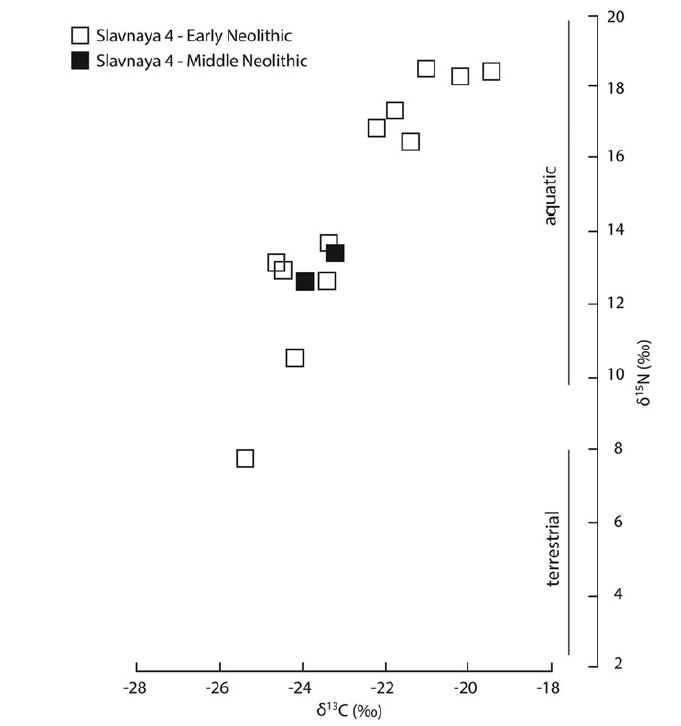 Slavnaya 4 - Early Neolithic
Slavnaya 4 - Middle Neolithic
20
18
16
14
12
10
8
6
4
2
aquatic
terrestrial
δ15N (‰)
-28 -26 -24 -22 -20 -18
δ13C (‰)